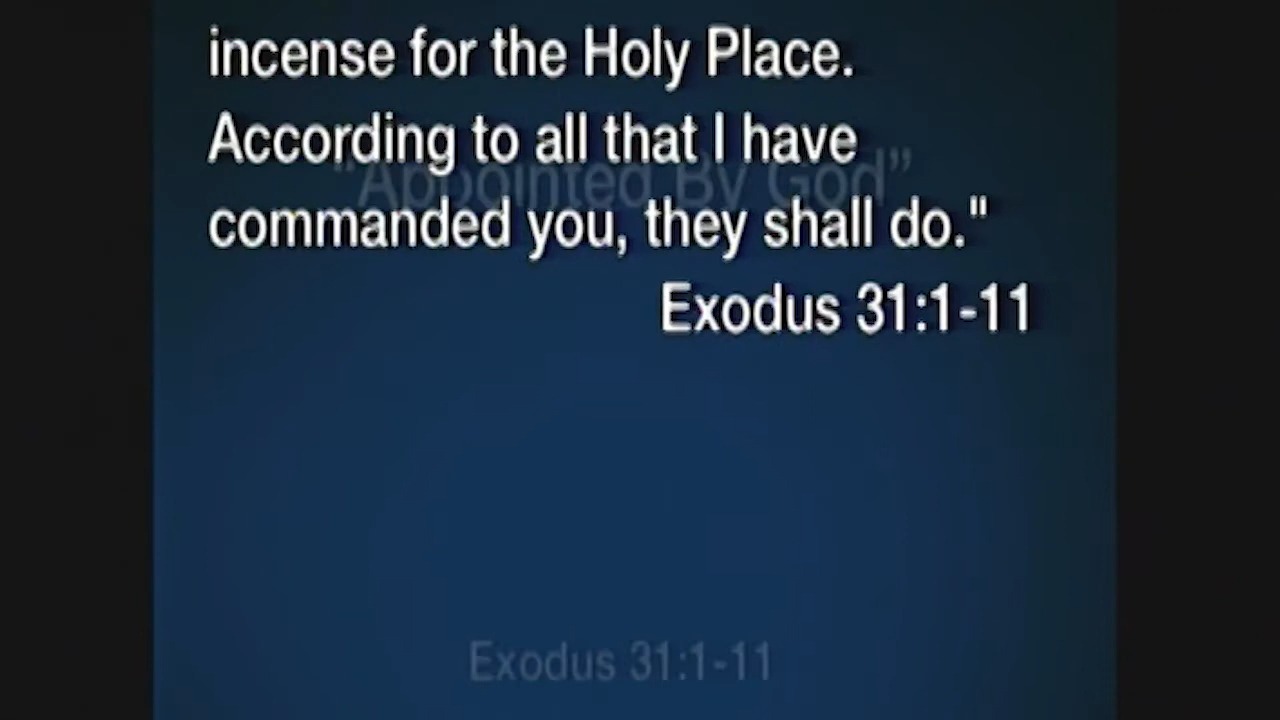 incense for the Holy Place.
According to all that I have
“Appointed By God”
commanded you, they shall do."
Exodus 31:1-11
Exodus 31:1-11